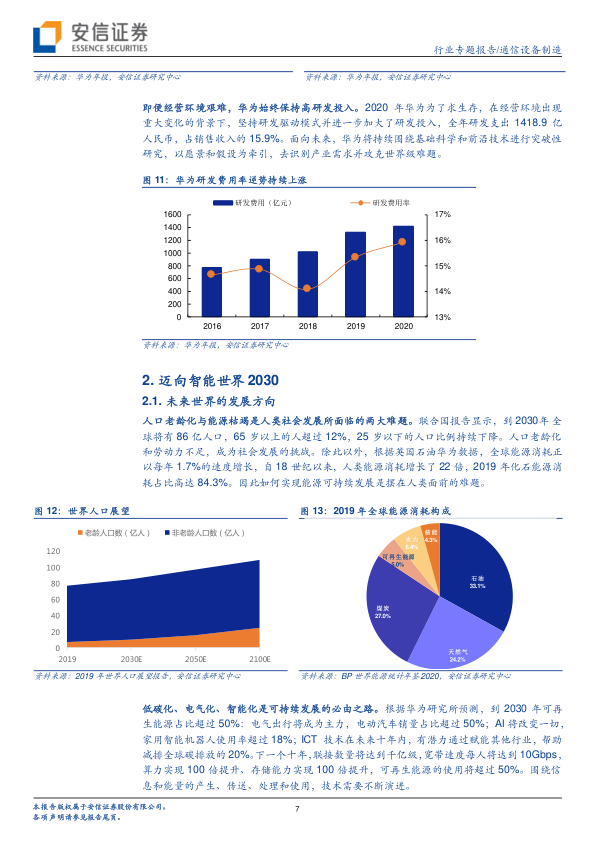 安信证券
ESSENCE SECURITIES
行业专题报告/通信设备制造
资料来源：华为年报，安信证券研究中心
资料来源：华为年报，安信证券研究中心
即便经营环境艰难，华为始终保持高研发投入。2020 年华为为了求生存，在经营环境出现
重大变化的背景下，坚持研发驱动模式并进一步加大了研发投入，全年研发支出 1418.9 亿
人民币，占销售收入的 15.9%。面向未来，华为将持续围绕基础科学和前沿技术进行突破性
研究，以愿景和假设为牵引，去识别产业需求并攻克世界级难题。
图 11：华为研发费用率逆势持续上涨
研发费用（亿元） 研发费用率
1600 17%
1400
1200 16%
1000
800 15%
600
400 14%
200
0 13%
2016 2017 2018 2019 2020
资料来源：华为年报，安信证券研究中心
2. 迈向智能世界 2030
2.1. 未来世界的发展方向
人口老龄化与能源枯竭是人类社会发展所面临的两大难题。联合国报告显示，到 2030 年全
球将有 86 亿人口，65 岁以上的人超过 12%，25 岁以下的人口比例持续下降。人口老龄化
和劳动力不足，成为社会发展的挑战。除此以外，根据英国石油华为数据，全球能源消耗正
以每年 1.7%的速度增长，自 18 世纪以来，人类能源消耗增长了 22 倍，2019 年化石能源消
耗占比高达 84.3%。因此如何实现能源可持续发展是摆在人类面前的难题。
图 12：世界人口展望
老龄人口数（亿人） 非老龄人口数（亿人）
120
100
80
60
40
20
0
2019 2030E 2050E 2100E
资料来源：2019 年世界人口展望报告，安信证券研究中心
图 13：2019 年全球能源消耗构成
核能
4.3%
水力
6.4%
可再生能源
5.0%
石油
33.1%
煤炭
27.0%
天然气
24.2%
资料来源：BP 世界能源统计年鉴 2020，安信证券研究中心
低碳化、电气化、智能化是可持续发展的必由之路。根据华为研究所预测，到 2030 年可再
生能源占比超过 50%：电气出行将成为主力，电动汽车销量占比超过 50%；AI 将改变一切，
家用智能机器人使用率超过 18%；ICT 技术在未来十年内，有潜力通过赋能其他行业，帮助
减排全球碳排放的 20%。下一个十年，联接数量将达到千亿级，宽带速度每人将达到 10Gbps，
算力实现 100 倍提升、存储能力实现 100 倍提升，可再生能源的使用将超过 50%。围绕信
息和能量的产生、传送、处理和使用，技术需要不断演进。
本报告版权属于安信证券股份有限公司。
7
各项声明请参见报告尾页。